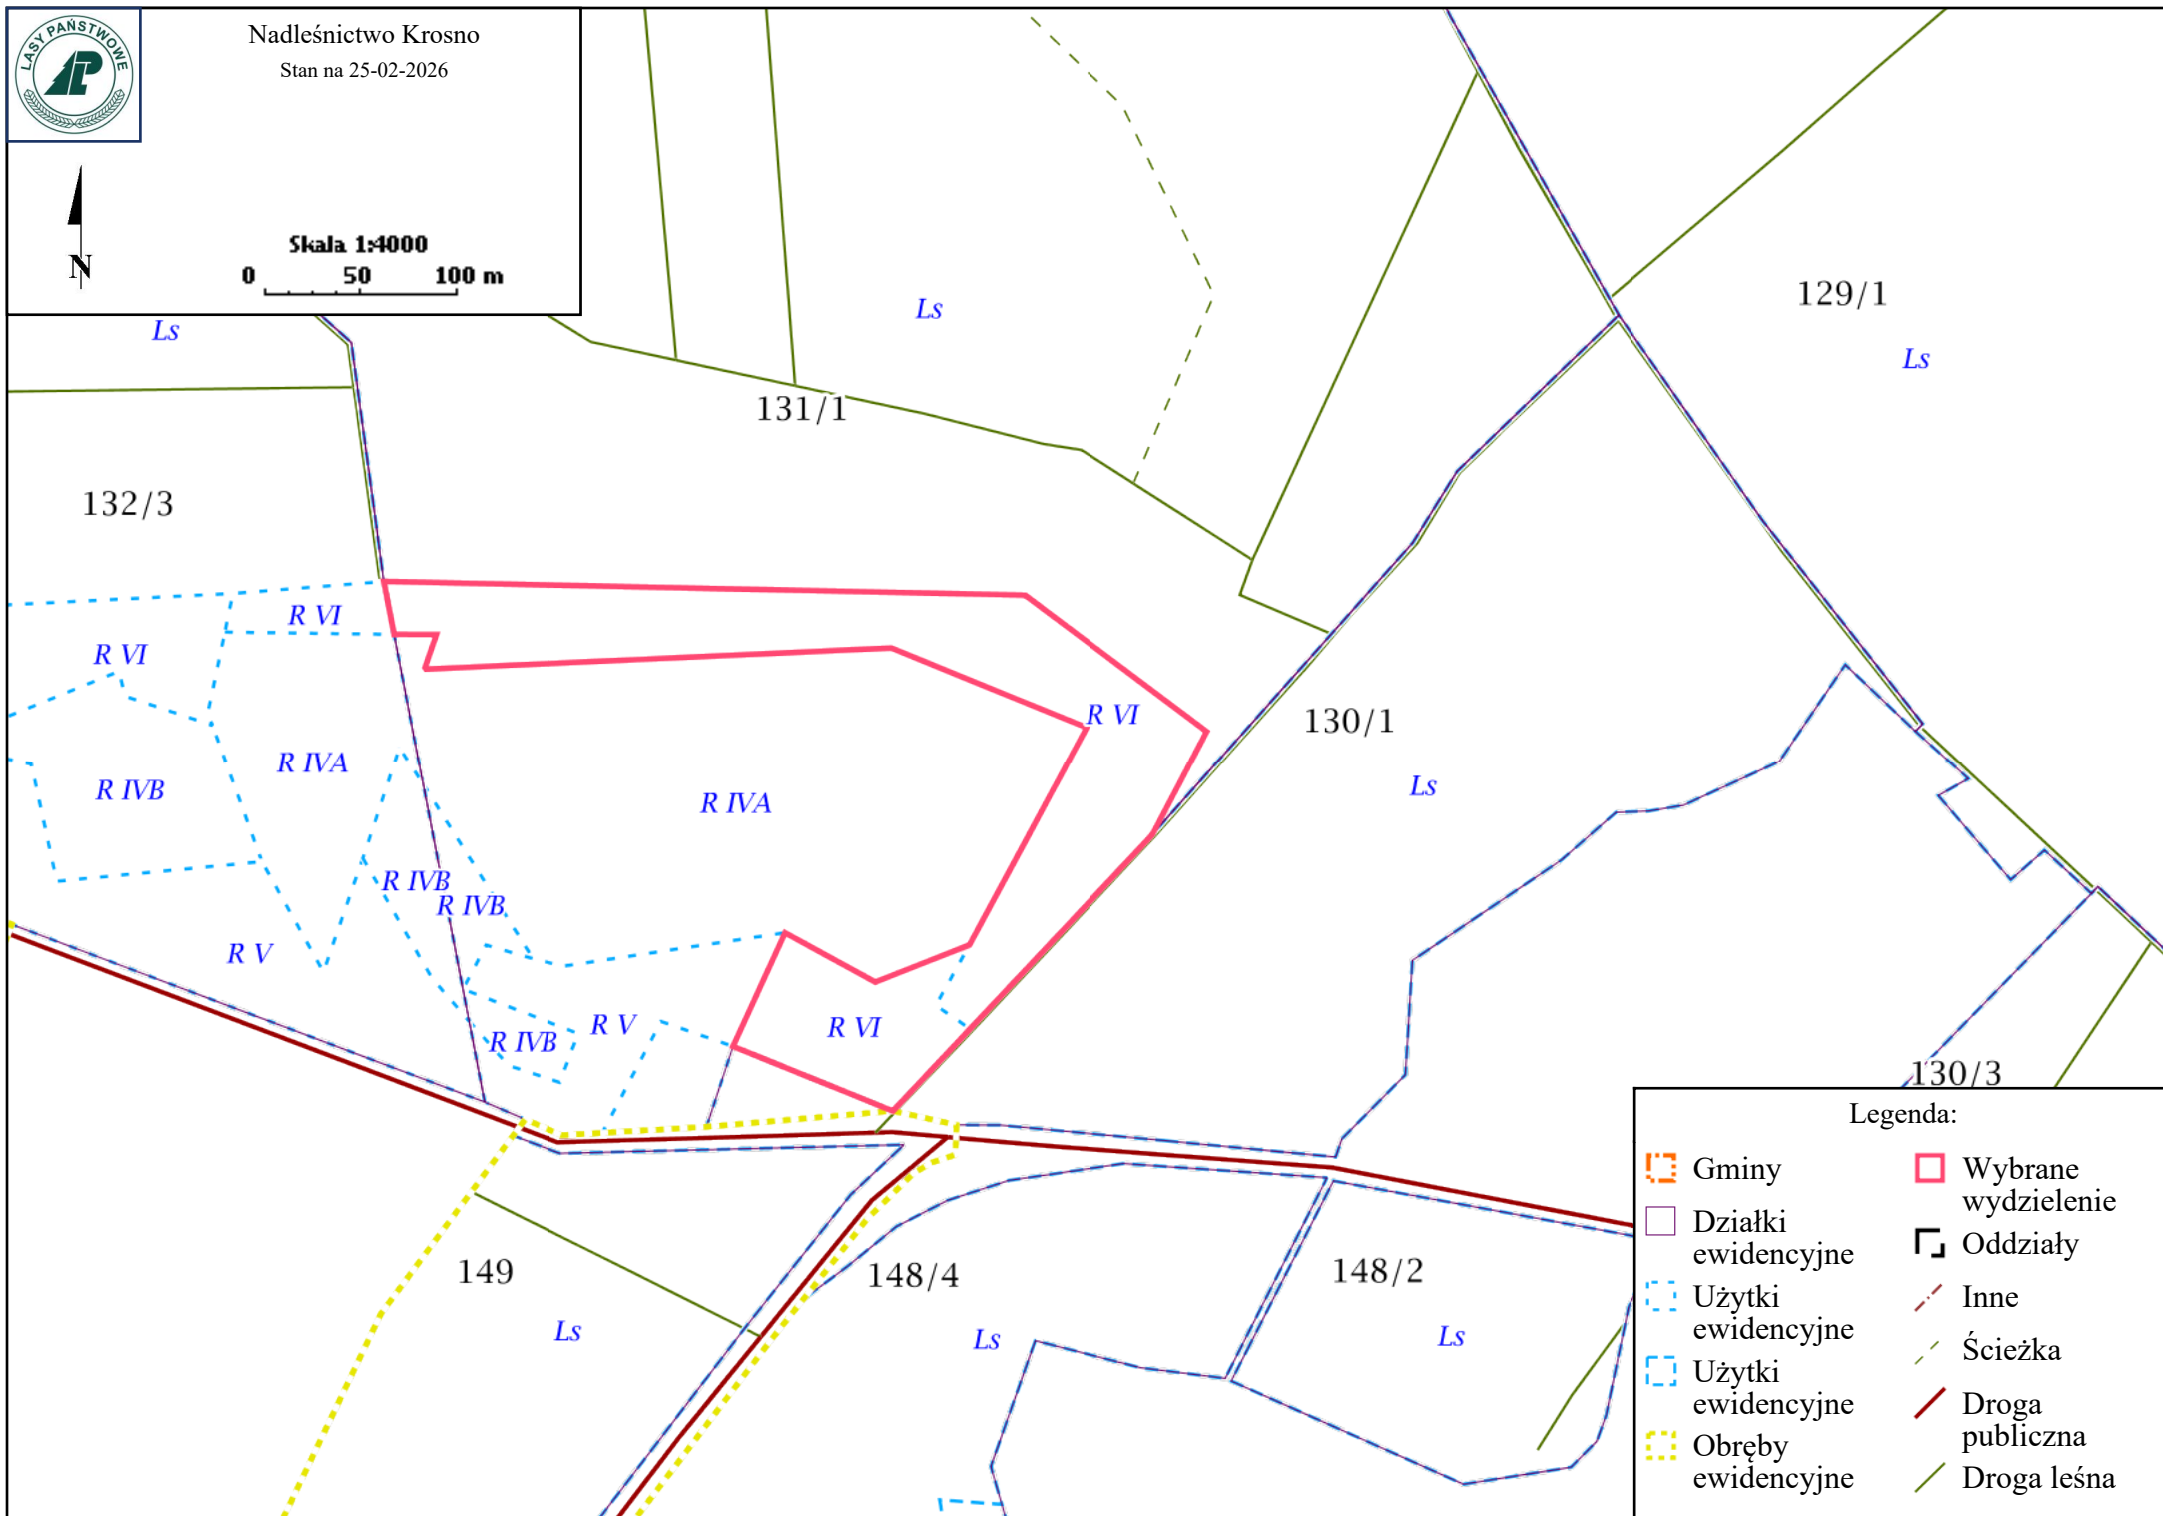 LASY PAŃSTWOWE
Nadleśnictwo Krosno
Stan na 25-02-2026
N
Skala 1:4000
0 50 100 m
Ls
Ls
129/1
Ls
131/1
132/3
R VI
R VI
R VI
130/1
R IVA
R IVB
R IVA
Ls
R IVB
R IVB
R V
R V
R VI
R IVB
130/3
149
148/4
148/2
Ls
Ls
Ls
Legenda:
Gminy
Działki
ewidencyjne
Użytki
ewidencyjne
Użytki
ewidencyjne
Obręby
ewidencyjne
Wybrane
wydzielenie
Oddziały
Inne
Ścieżka
Droga
publiczna
Droga leśna